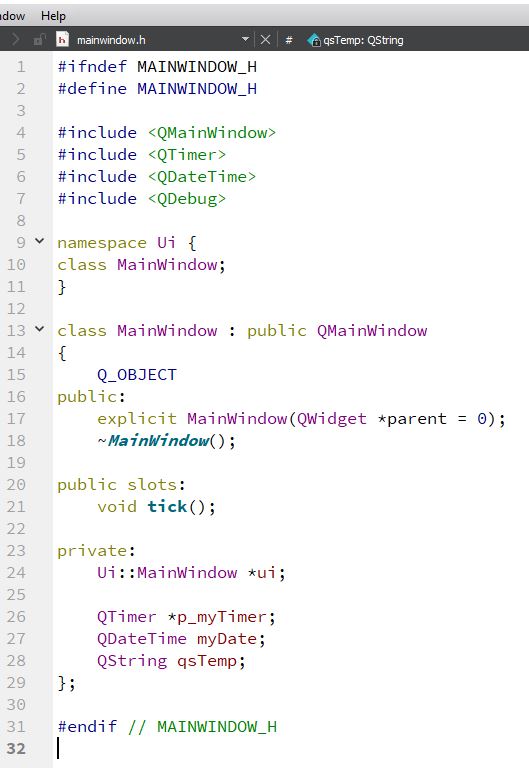 ndow Help
mainwindow.h # qsTemp: QString
1 #ifndef MAINWINDOW_H
2 #define MAINWINDOW_H
3
4 #include <QMainWindow>
5 #include <QTimer>
6 #include <QDateTime>
7 #include <QDebug>
8
9 namespace Ui {
10 class MainWindow;
11 }
12
13 class MainWindow : public QMainWindow
14 {
15     Q_OBJECT
16 public:
17     explicit MainWindow(QWidget *parent = 0);
18     ~MainWindow();
19
20 public slots:
21     void tick();
22
23 private:
24     Ui::MainWindow *ui;
25
26     QTimer *p_myTimer;
27     QDateTime myDate;
28     QString qsTemp;
29 };
30
31 #endif // MAINWINDOW_H
32